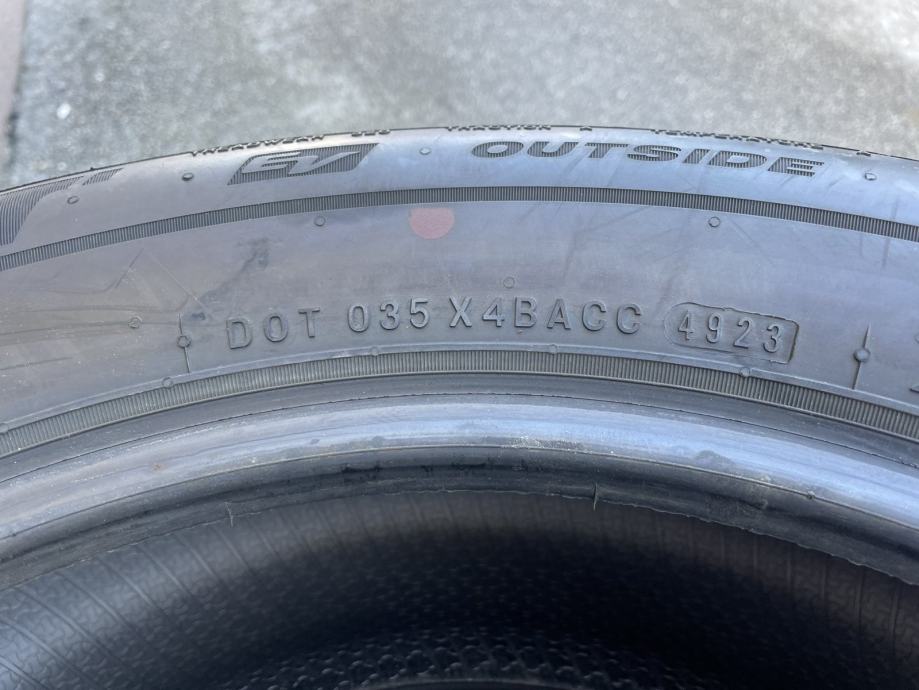 EV OUTSIDE
DOT 035 X4BACC 4923